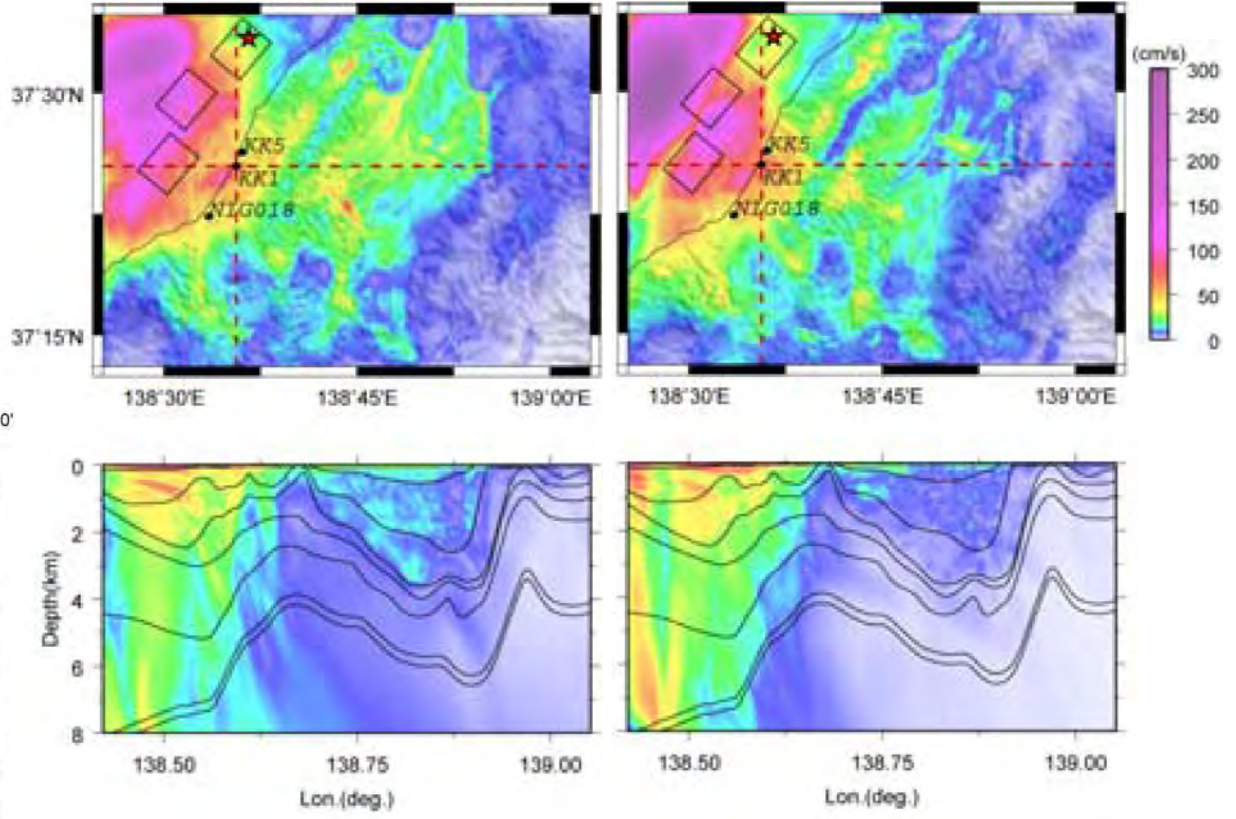 (cm/s)
300
250
200
150
100
50
0
37°30'N
37°15'N
KK5
KK1
NIG018
138°30'E 138°45'E 139°00'E
KK5
KK1
NIG018
138°30'E 138°45'E 139°00'E
0'
Depth(km)
0
2
4
6
8
138.50 138.75 139.00
Lon.(deg.)
138.50 138.75 139.00
Lon.(deg.)